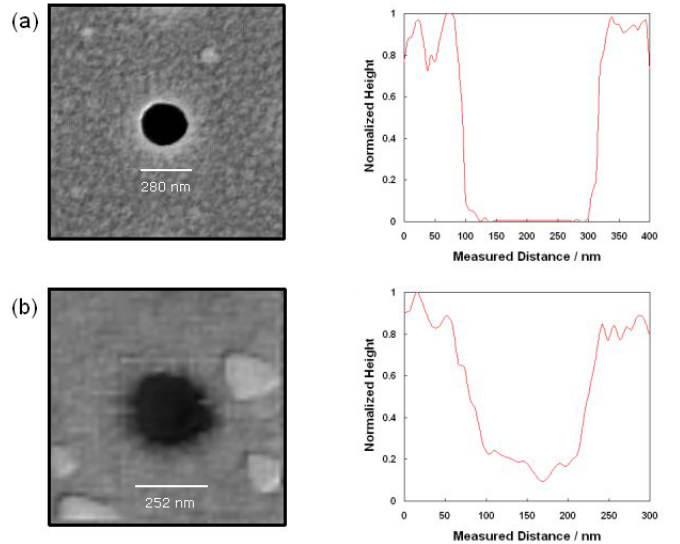 (a)
280 nm
Normalized Height
1
0.8
0.6
0.4
0.2
0
0 50 100 150 200 250 300 350 400
Measured Distance / nm
(b)
252 nm
Normalized Height
1
0.8
0.6
0.4
0.2
0
0 50 100 150 200 250 300
Measured Distance / nm